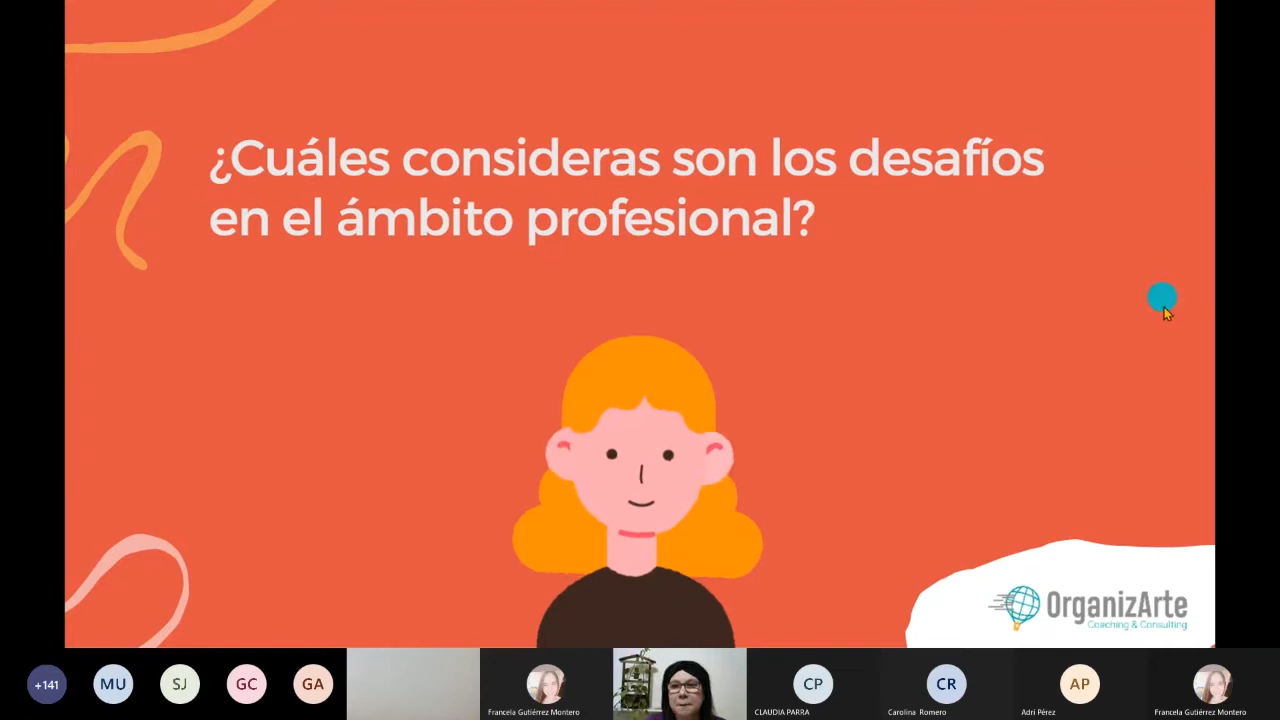 ¿Cuáles consideras son los desafíos
en el ámbito profesional?
OrganizArte
Coaching & Consulting
+141
MU
SJ
GC
GA
Francela Gutiérrez Montero
CP
CLAUDIA PARRA
CR
Carolina Romero
AP
Adri Pérez
Francela Gutiérrez Montero